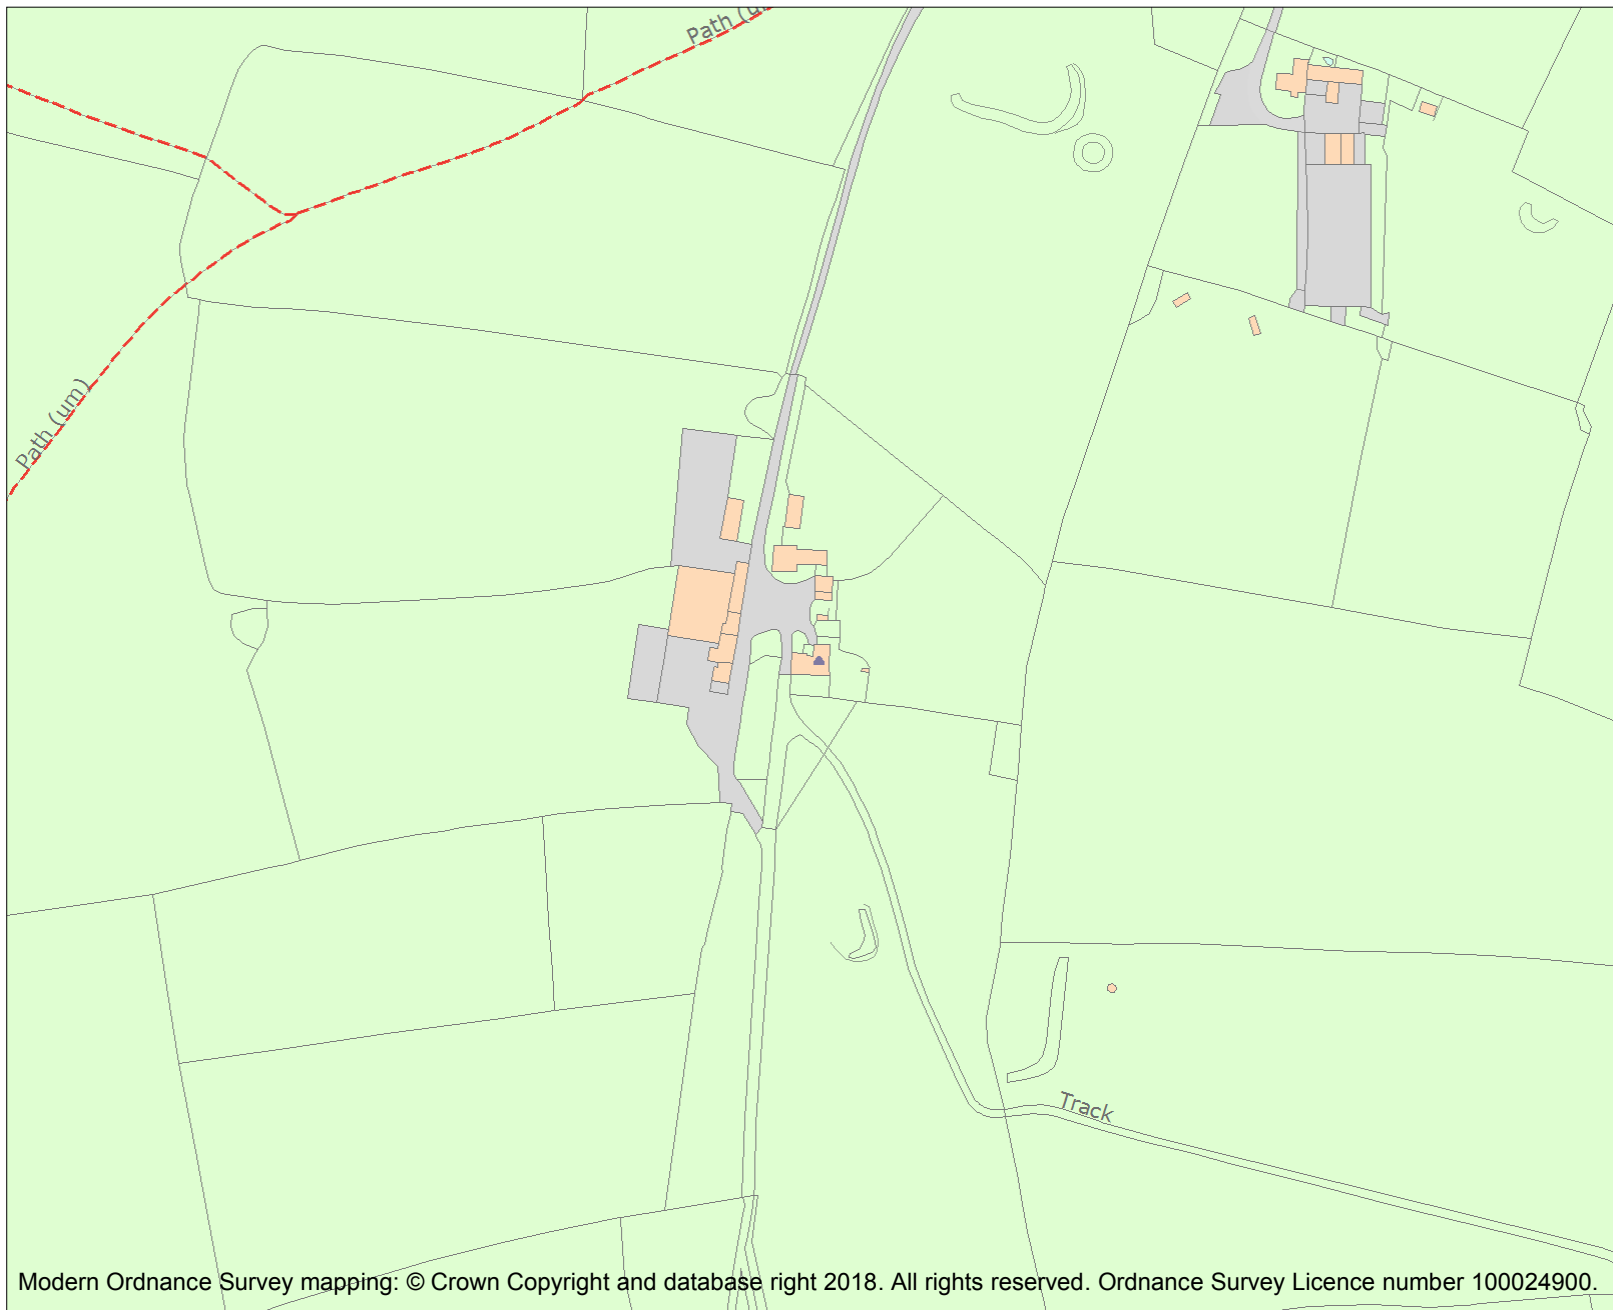 Path (
Path (um)
Track
Modern Ordnance Survey mapping: © Crown Copyright and database right 2018. All rights reserved. Ordnance Survey Licence number 100024900.